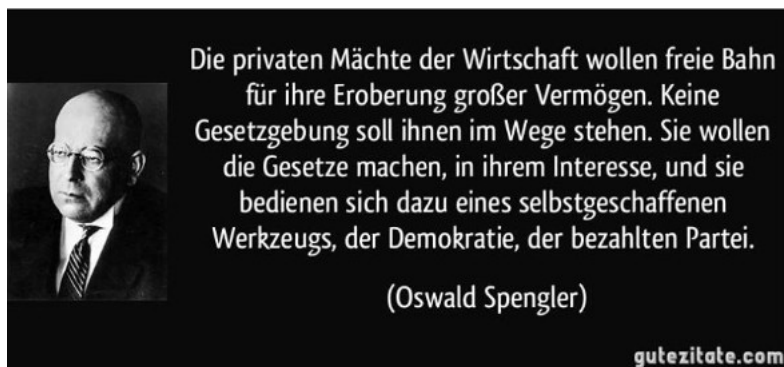 Die privaten Mächte der Wirtschaft wollen freie Bahn
für ihre Eroberung großer Vermögen. Keine
Gesetzgebung soll ihnen im Wege stehen. Sie wollen
die Gesetze machen, in ihrem Interesse, und sie
bedienen sich dazu eines selbstgeschaffenen
Werkzeugs, der Demokratie, der bezahlten Partei.
(Oswald Spengler)
gutezitate.com